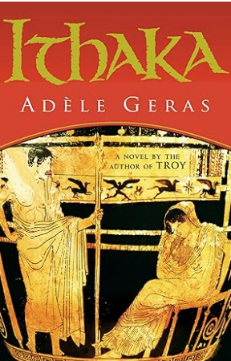 ITHAKA
ADÈLE GERAS
A NOVEL BY THE
AUTHOR OF TROY